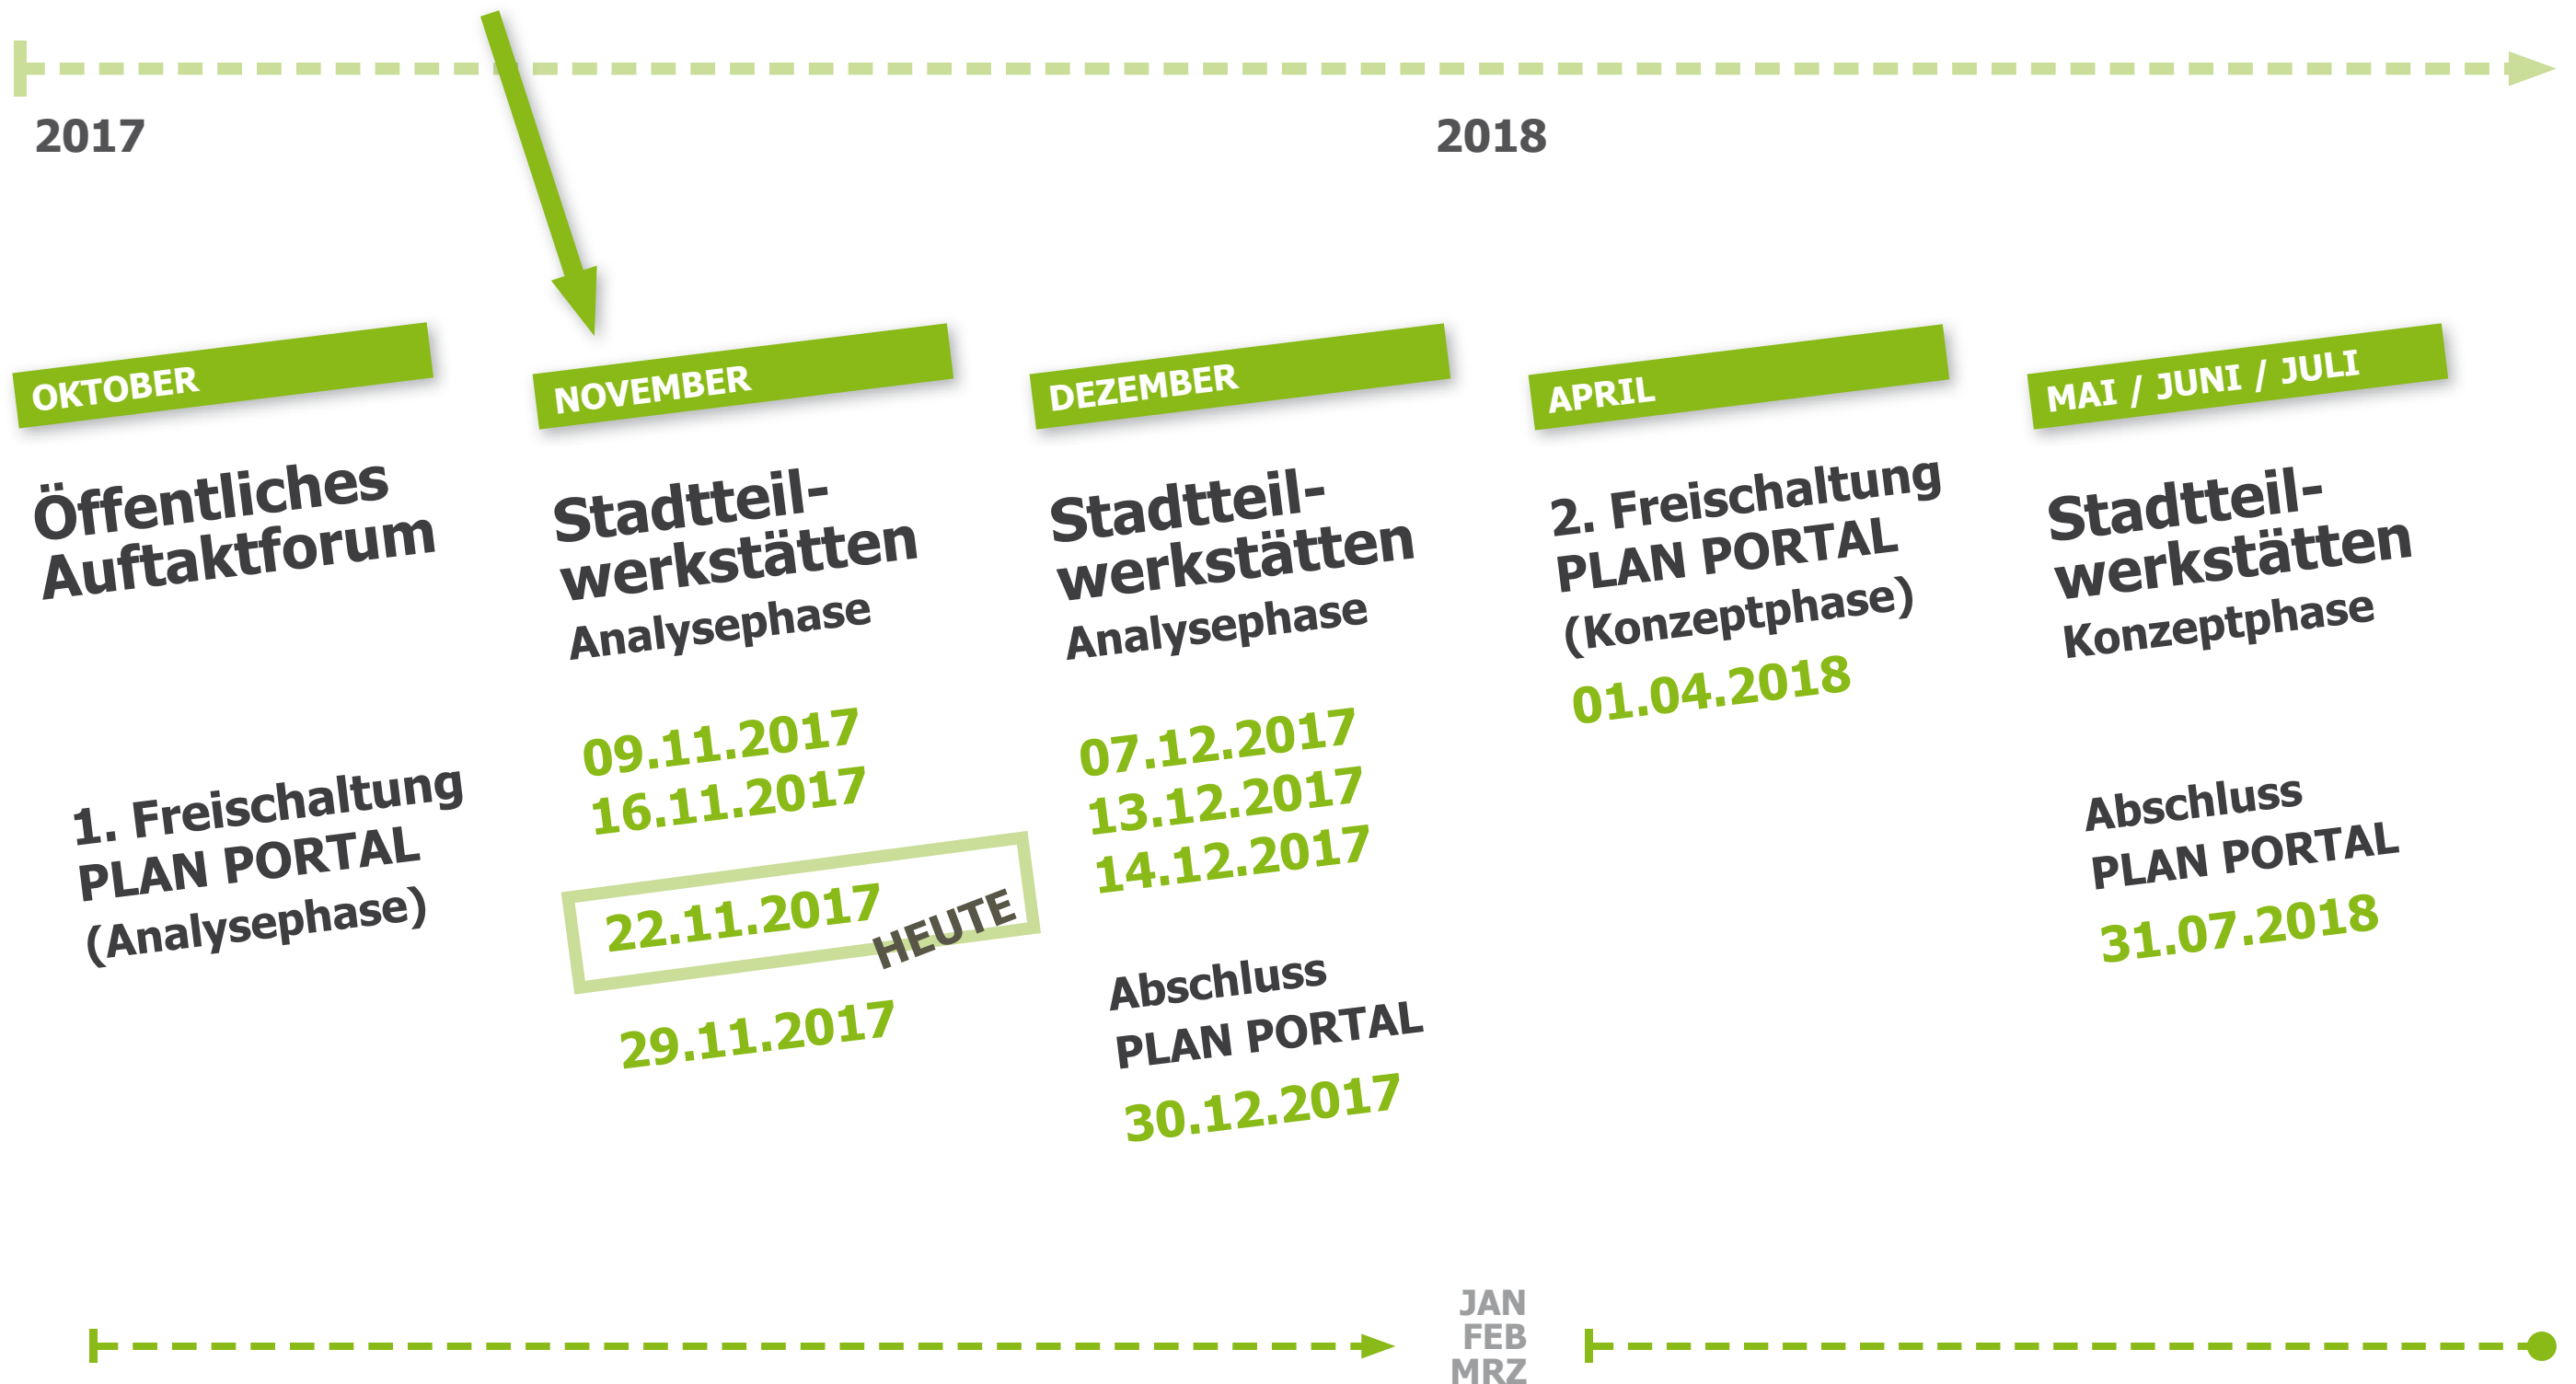 2017
2018
OKTOBER
Öffentliches
Auftaktforum
1. Freischaltung
PLAN PORTAL
(Analysephase)
NOVEMBER
Stadtteil-
werkstätten
Analysephase
09.11.2017
16.11.2017
22.11.2017
HEUTE
29.11.2017
DEZEMBER
Stadtteil-
werkstätten
Analysephase
07.12.2017
13.12.2017
14.12.2017
Abschluss
PLAN PORTAL
30.12.2017
APRIL
2. Freischaltung
PLAN PORTAL
(Konzeptphase)
01.04.2018
MAI / JUNI / JULI
Stadtteil-
werkstätten
Konzeptphase
Abschluss
PLAN PORTAL
31.07.2018
JAN
FEB
MRZ